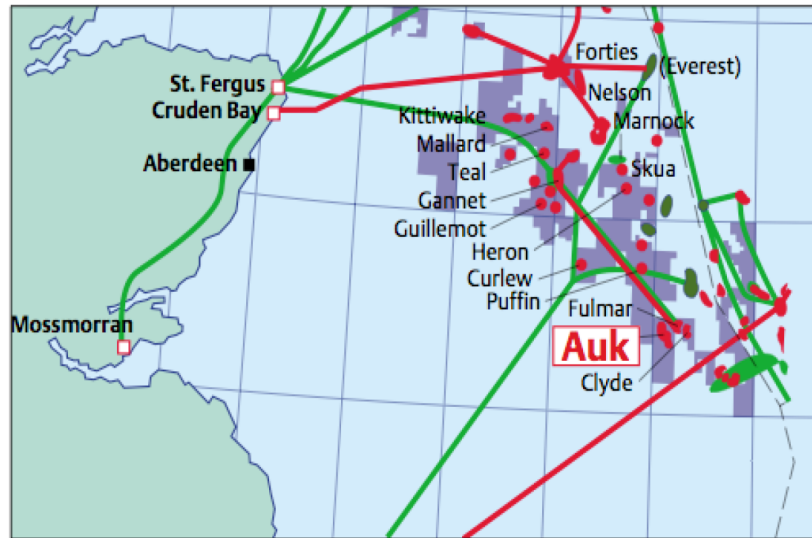 Forties
(Everest)
St. Fergus
Cruden Bay
Nelson
Kittiwake
Marnock
Mallard
Aberdeen
Teal
Skua
Gannet
Guillemot
Heron
Curlew
Puffin
Mossmorran
Fulmar
Auk
Clyde